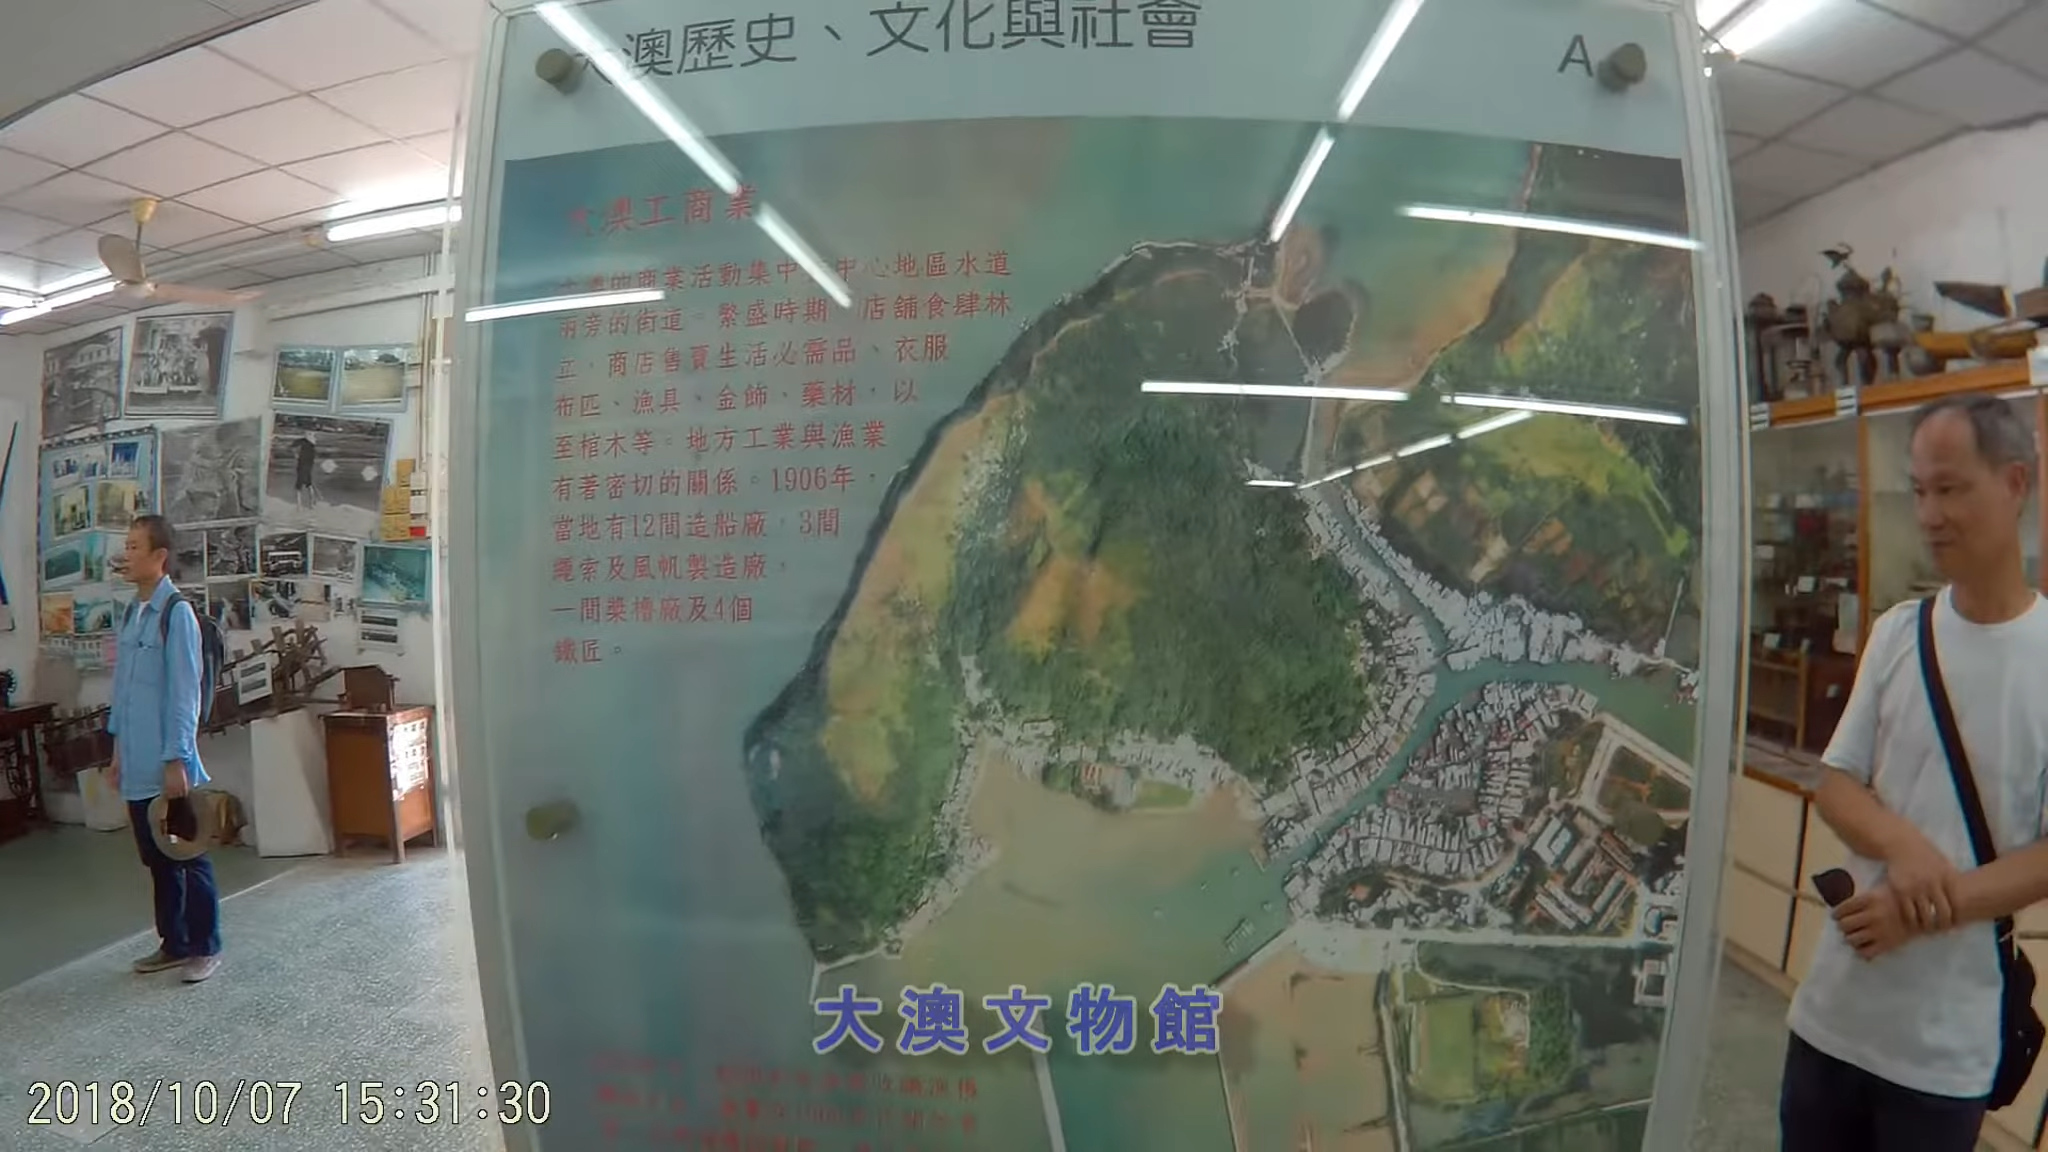 澳歷史、文化與社會
A
澳工商業
的商業活動集中 中心地區水道
兩旁的街道。繁盛時期 店舖食肆林
立,商店售賣生活必需品、衣服
布匹、漁具、金飾、藥材,以
至棺木等。地方工業與漁業
有著密切的關係。1906年,
當地有12間造船廠,3間
繩索及風帆製造廠,
一間槳櫓廠及4個
鐵匠。
大澳文物館
2018/10/07 15:31:30